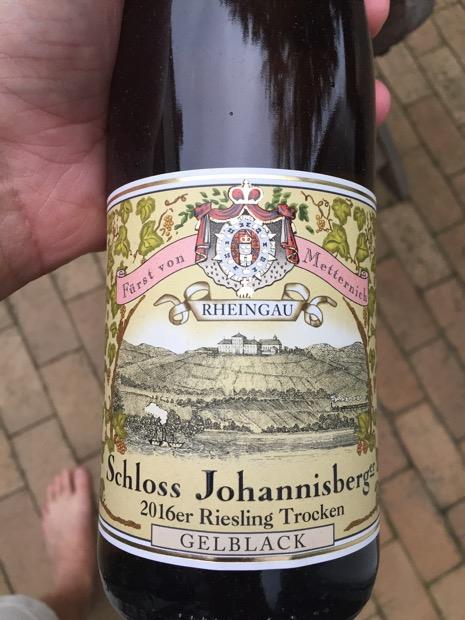 Fürst von Metternich
RHEINGAU
Schloss Johannisberger
2016er Riesling Trocken
GELBLACK